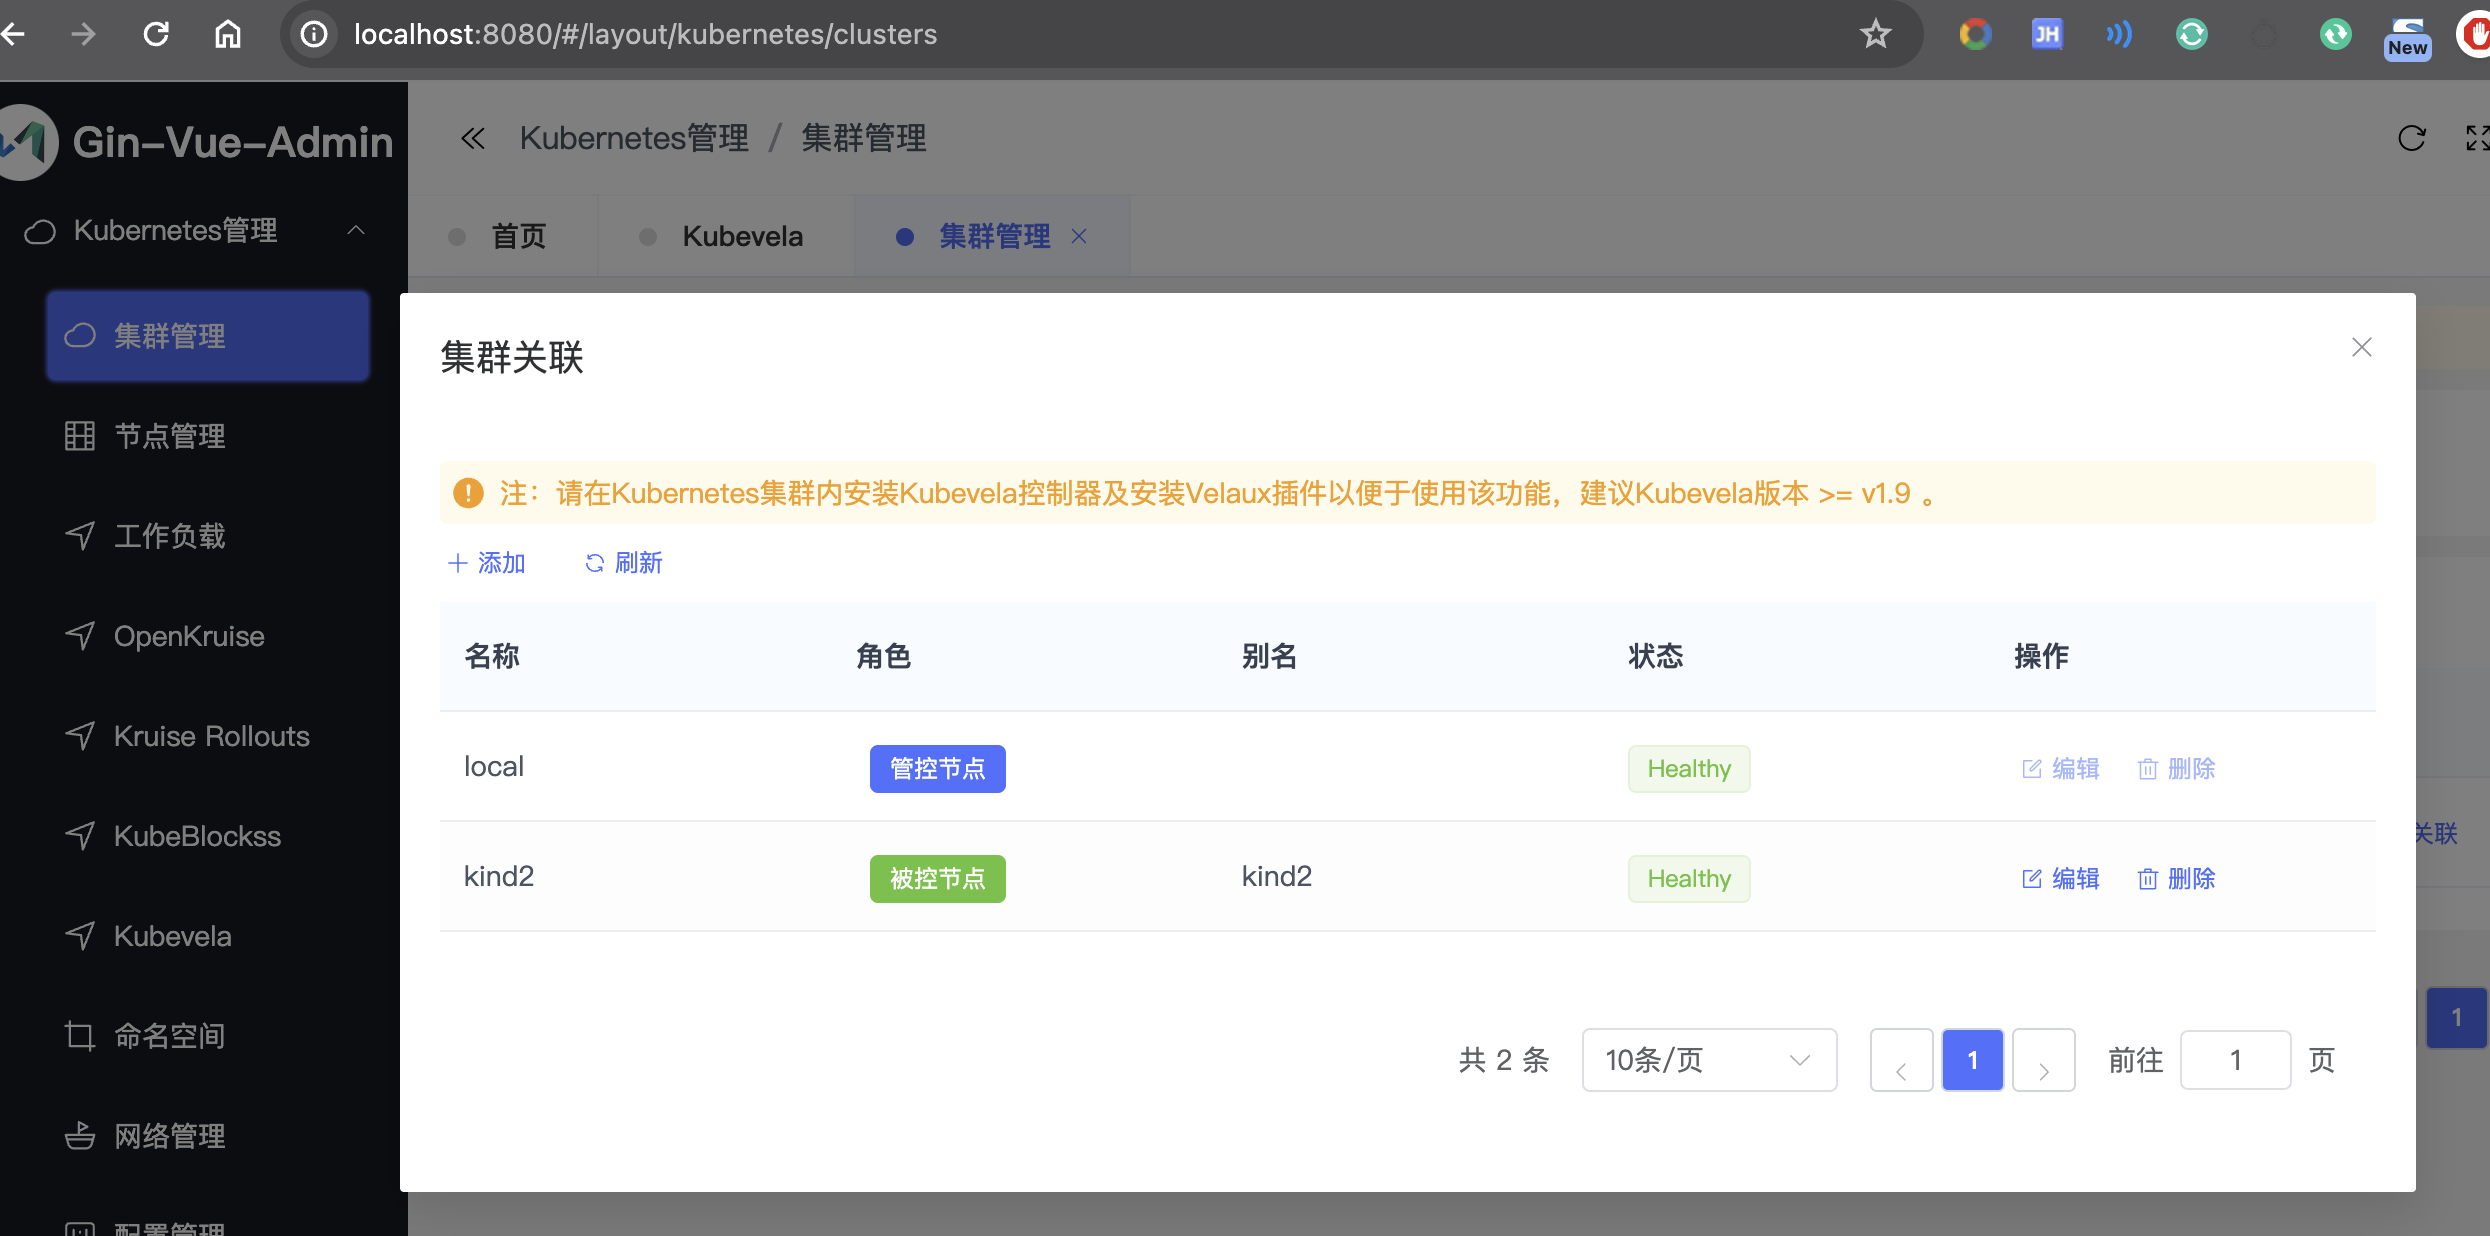 localhost:8080/#/layout/kubernetes/clusters
JH
New
Gin-Vue-Admin
Kubernetes管理 / 集群管理
Kubernetes管理
首页
Kubevela
集群管理
集群管理
节点管理
工作负载
OpenKruise
Kruise Rollouts
KubeBlockss
Kubevela
命名空间
网络管理
配置管理
集群关联
注：请在Kubernetes集群内安装Kubevela控制器及安装Velaux插件以便于使用该功能，建议Kubevela版本 >= v1.9 。
添加 刷新
名称 角色 别名 状态 操作
local 管控节点 Healthy 编辑 删除
kind2 被控节点 kind2 Healthy 编辑 删除
关联
共 2 条 10条/页 1 前往 1 页
1